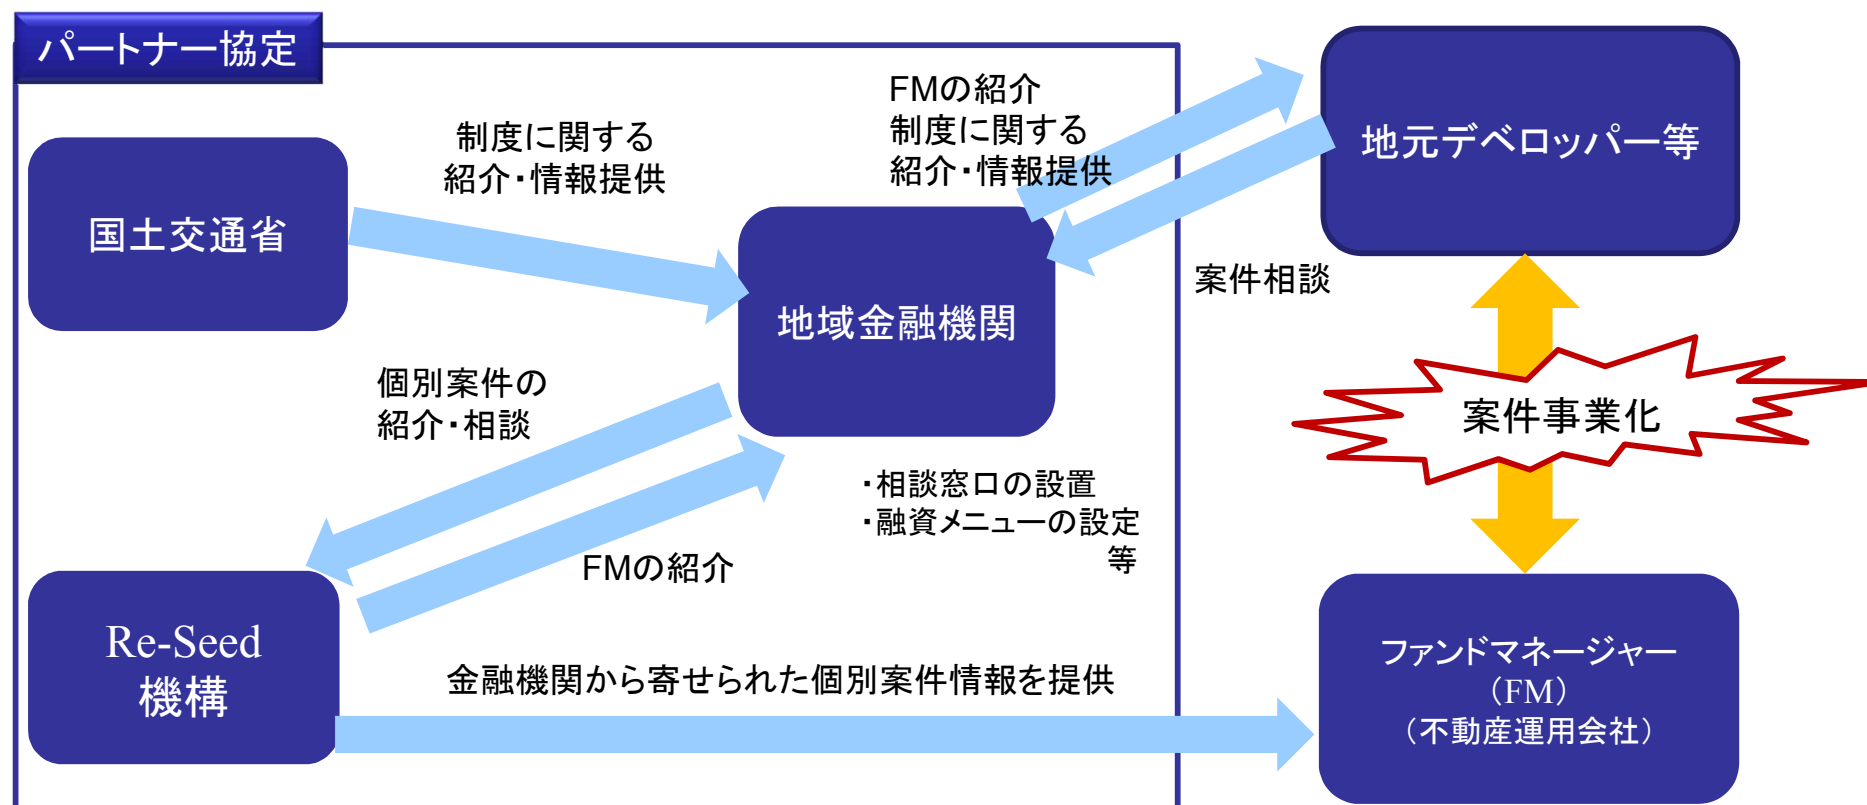 パートナー協定
国土交通省
制度に関する
紹介・情報提供
FMの紹介
制度に関する
紹介・情報提供
地元デベロッパー等
案件相談
地域金融機関
個別案件の
紹介・相談
案件事業化
・相談窓口の設置
・融資メニューの設定
等
FMの紹介
Re-Seed
機構
金融機関から寄せられた個別案件情報を提供
ファンドマネージャー
（FM）
（不動産運用会社）